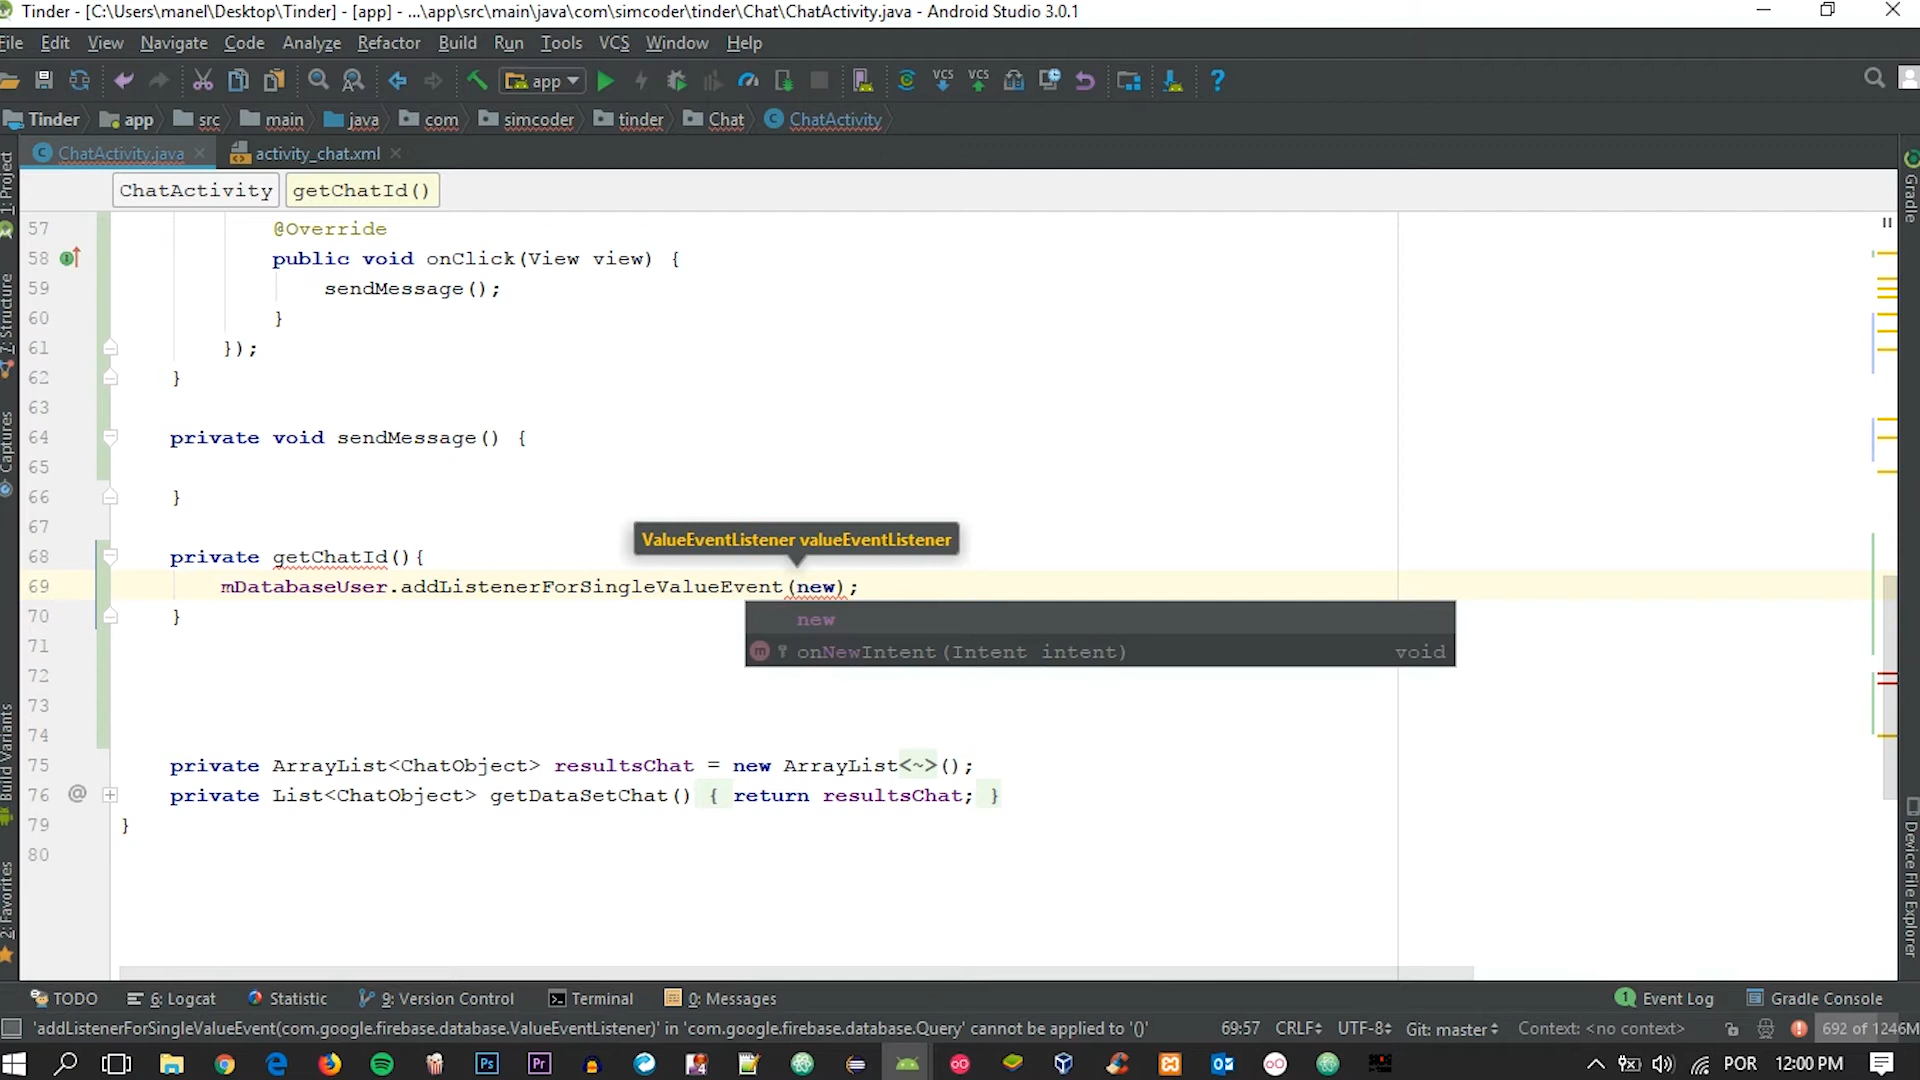 Tinder - [C:\Users\manel\Desktop\Tinder] - [app] - ...\app\src\main\java\com\simcoder\tinder\Chat\ChatActivity.java - Android Studio 3.0.1
File Edit View Navigate Code Analyze Refactor Build Run Tools VCS Window Help
app VCS VCS ?
Tinder app src main java com simcoder tinder Chat ChatActivity
ChatActivity.java activity_chat.xml
ChatActivity getChatId()
57 @Override
58 public void onClick(View view) {
59 sendMessage();
60 }
61 });
62 }
63
64 private void sendMessage() {
65
66 }
67
ValueEventListener valueEventListener
68 private getChatId(){
69 mDatabaseUser.addListenerForSingleValueEvent(new);
70 }
new
71
onNewIntent(Intent intent) void
72
73
74
75 private ArrayList<ChatObject> resultsChat = new ArrayList<~>();
76 private List<ChatObject> getDataSetChat() { return resultsChat; }
79 }
80
1: Project
7: Structure
Captures
Build Variants
2: Favorites
Gradle
Device File Explorer
TODO 6: Logcat Statistic 9: Version Control Terminal 0: Messages 1 Event Log Gradle Console
'addListenerForSingleValueEvent(com.google.firebase.database.ValueEventListener)' in 'com.google.firebase.database.Query' cannot be applied to '()' 69:57 CRLF UTF-8 Git: master Context: <no context> 692 of 1246M
Ps Pr POR 12:00 PM